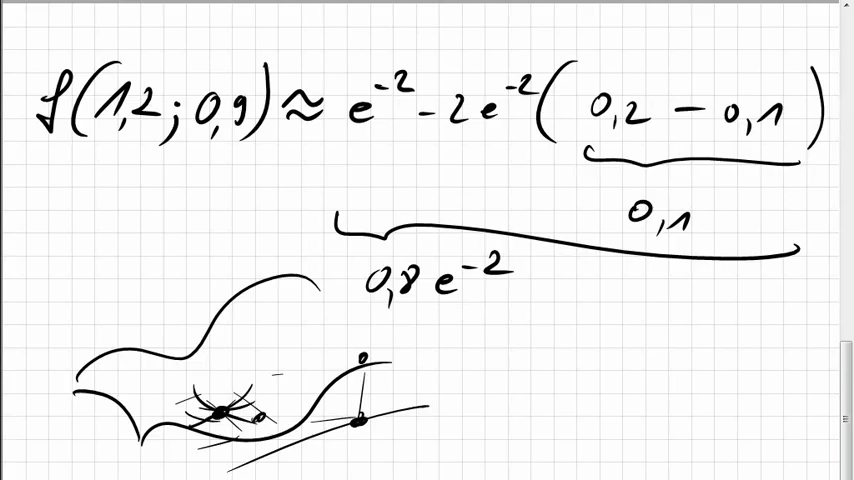 f(1,2; 0,9) ≈ e⁻² - 2e⁻² (0,2 - 0,1)
0,1
0,8 e⁻²